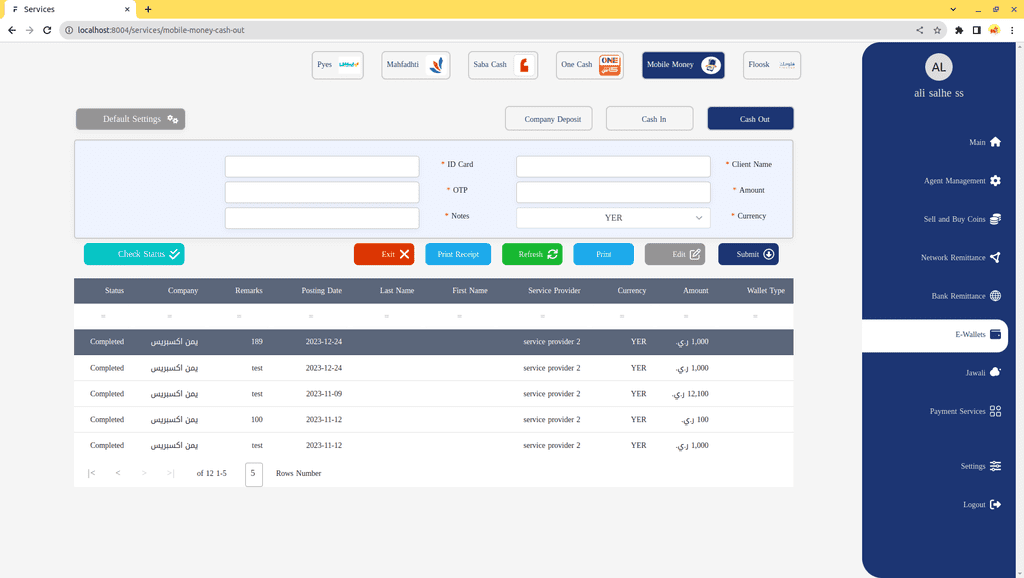 Services
localhost:8004/services/mobile-money-cash-out
Pyes
Mahfadhti
Saba Cash
One Cash ONE كاش
Mobile Money
Floosk
AL
ali salhe ss
Default Settings
Company Deposit
Cash In
Cash Out
* ID Card
* Client Name
* OTP
* Amount
* Notes
YER
* Currency
Check Status
Exit
Print Receipt
Refresh
Print
Edit
Submit
Status Company Remarks Posting Date Last Name First Name Service Provider Currency Amount Wallet Type
= = = = = = = = = =
Completed يمن اكسبريس 189 2023-12-24 service provider 2 YER 1,000 ر.ي.
Completed يمن اكسبريس test 2023-12-24 service provider 2 YER 1,000 ر.ي.
Completed يمن اكسبريس test 2023-11-09 service provider 2 YER 12,100 ر.ي.
Completed يمن اكسبريس 100 2023-11-12 service provider 2 YER 100 ر.ي.
Completed يمن اكسبريس test 2023-11-12 service provider 2 YER 1,000 ر.ي.
|< < > >| of 12 1-5 5 Rows Number
Main
Agent Management
Sell and Buy Coins
Network Remittance
Bank Remittance
E-Wallets
Jawali
Payment Services
Settings
Logout